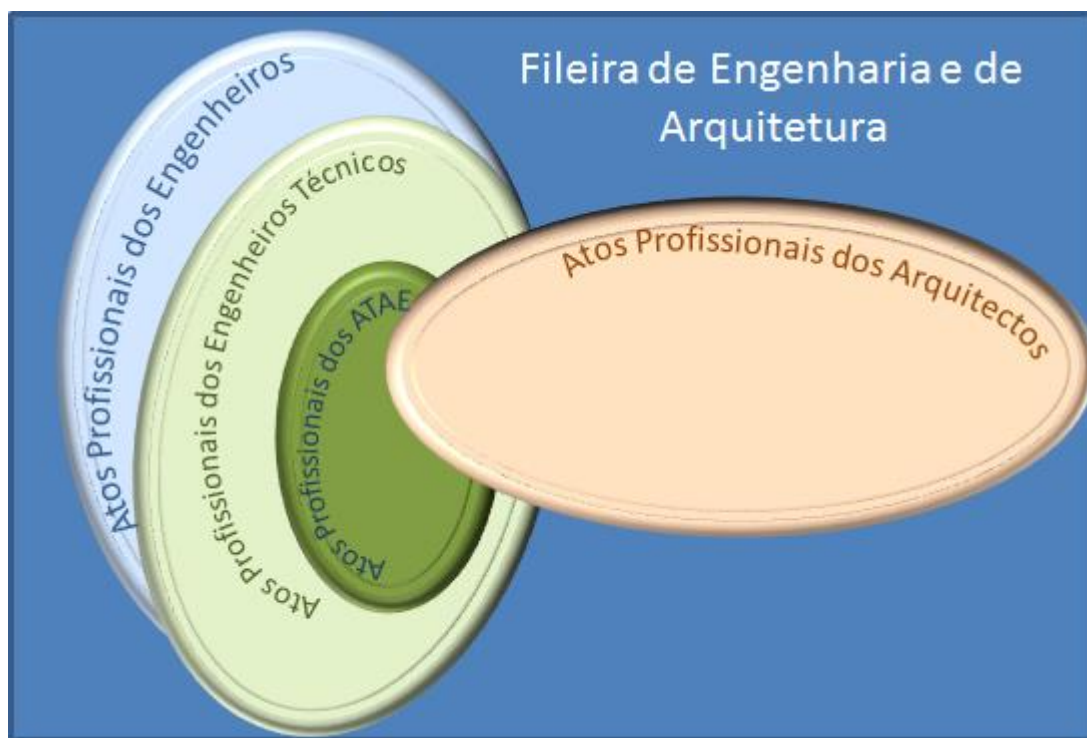 Fileira de Engenharia e de
Arquitetura
Atos Profissionais dos Engenheiros
Atos Profissionais dos Engenheiros Técnicos
Atos Profissionais dos ATAE
Atos Profissionais dos Arquitectos